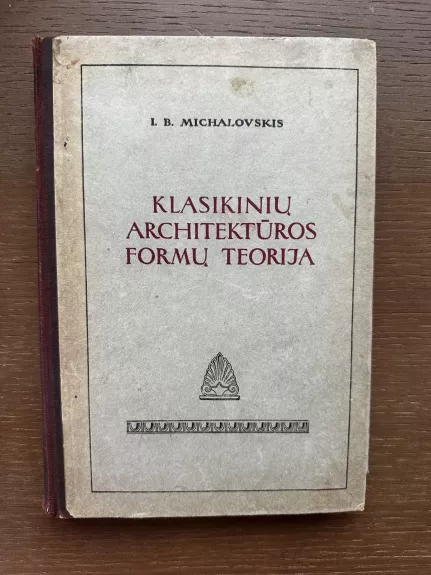 I. B. MICHALOVSKIS
KLASIKINIŲ
ARCHITEKTŪROS
FORMŲ TEORIJA